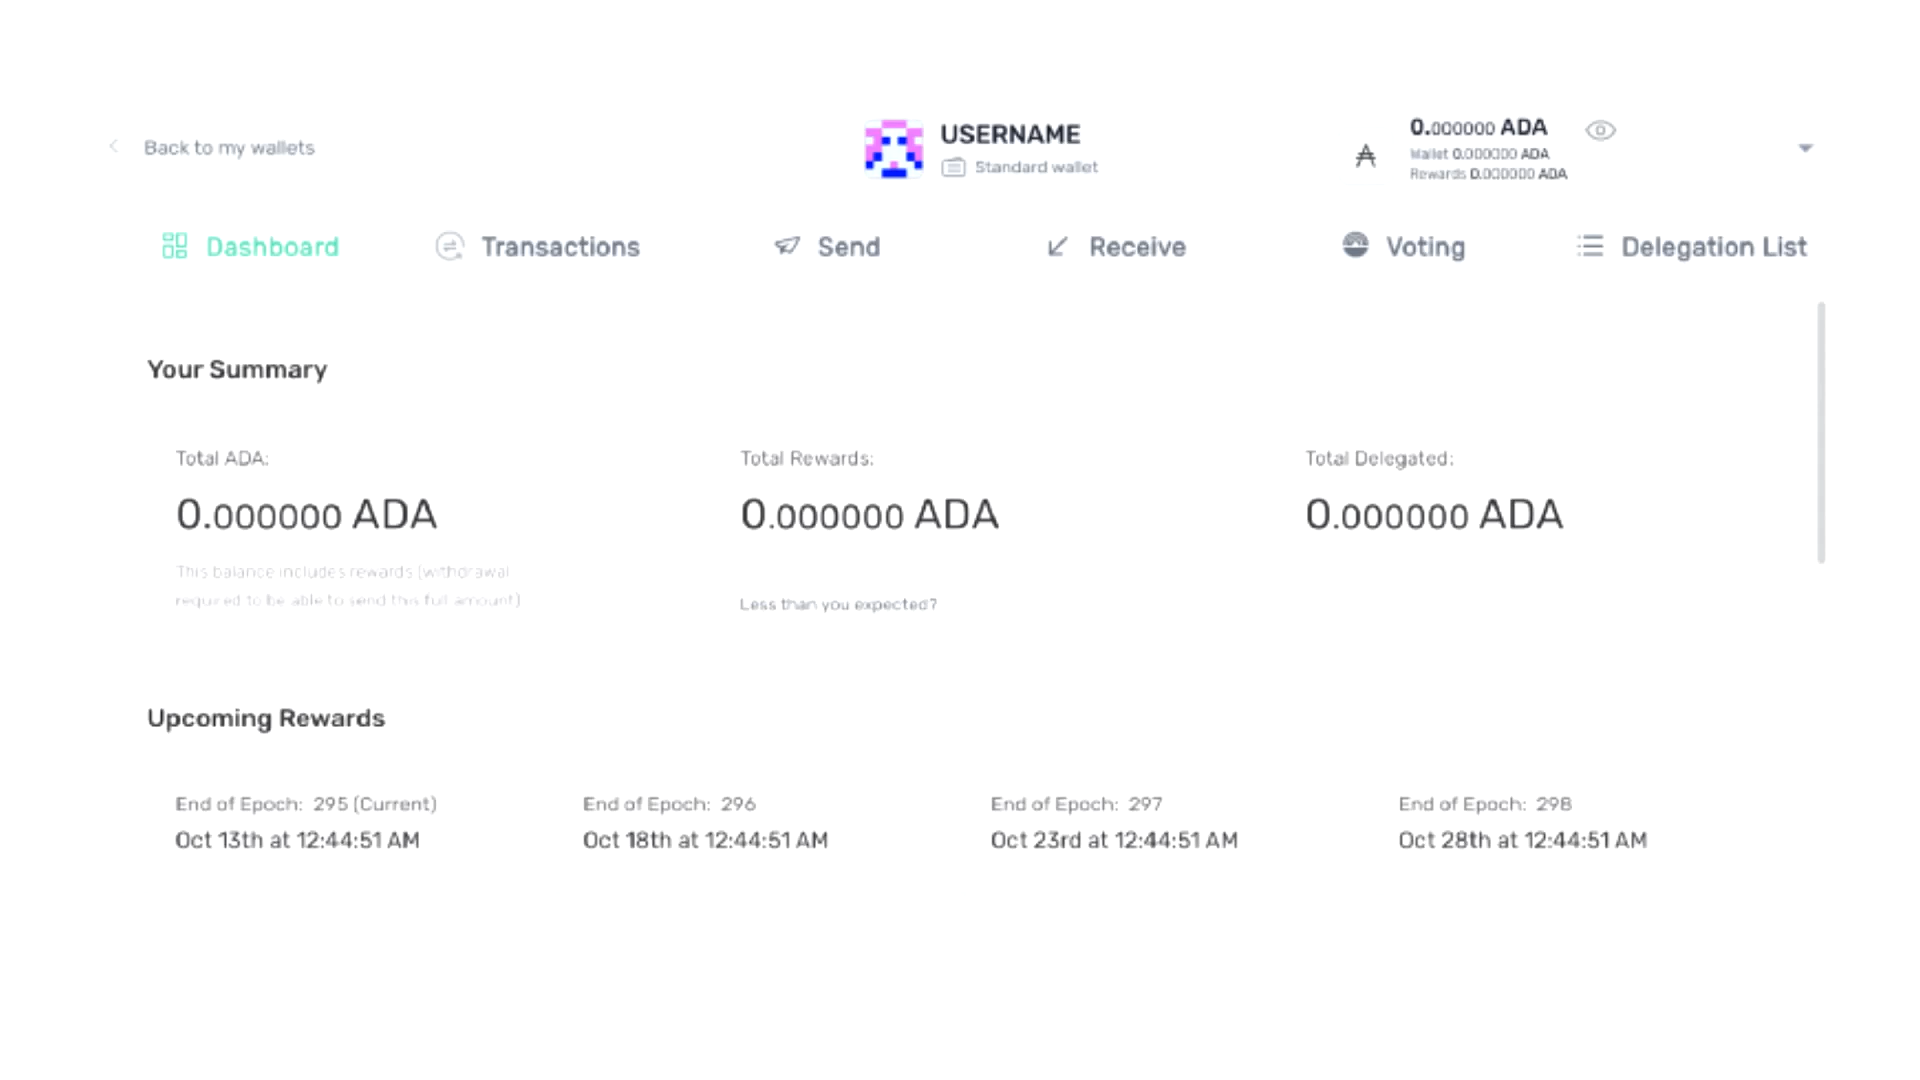 Back to my wallets
USERNAME
Standard wallet
0.000000 ADA
Wallet 0.000000 ADA
Rewards 0.000000 ADA
Dashboard
Transactions
Send
Receive
Voting
Delegation List
Your Summary
Total ADA:
0.000000 ADA
This balance includes rewards (withdrawal
required to be able to send this full amount)
Total Rewards:
0.000000 ADA
Less than you expected?
Total Delegated:
0.000000 ADA
Upcoming Rewards
End of Epoch: 295 (Current)
Oct 13th at 12:44:51 AM
End of Epoch: 296
Oct 18th at 12:44:51 AM
End of Epoch: 297
Oct 23rd at 12:44:51 AM
End of Epoch: 298
Oct 28th at 12:44:51 AM